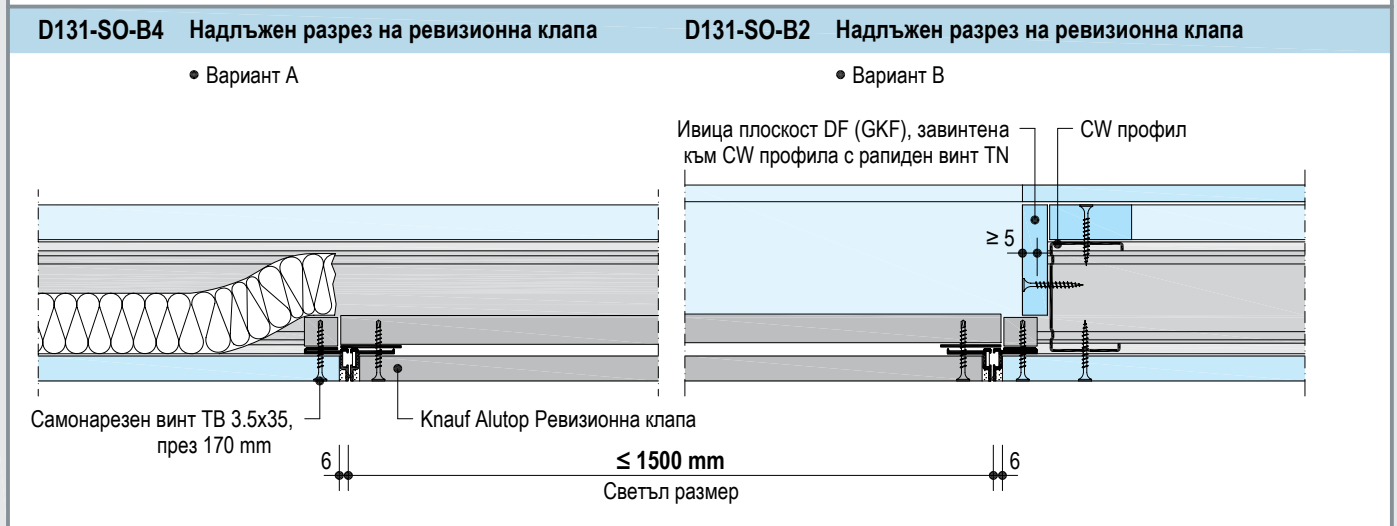 D131-SO-B4 Надлъжен разрез на ревизионна клапа
• Вариант А
D131-SO-B2 Надлъжен разрез на ревизионна клапа
• Вариант В
Ивица плоскост DF (GKF), завинтена
към CW профила с рапиден винт TN
CW профил
≥ 5
Самонарезен винт TB 3.5x35,
през 170 mm
Knauf Alutop Ревизионна клапа
6
≤ 1500 mm
6
Светъл размер